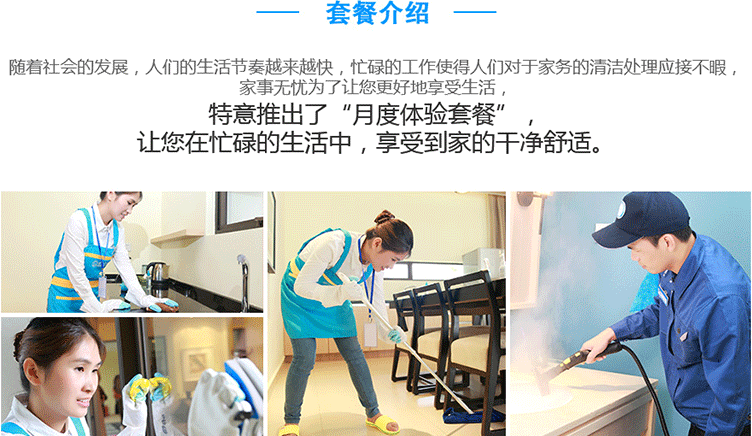 套餐介绍
随着社会的发展，人们的生活节奏越来越快，忙碌的工作使得人们对于家务的清洁处理应接不暇，
家事无忧为了让您更好地享受生活，
特意推出了“月度体验套餐”，
让您在忙碌的生活中，享受到家的干净舒适。